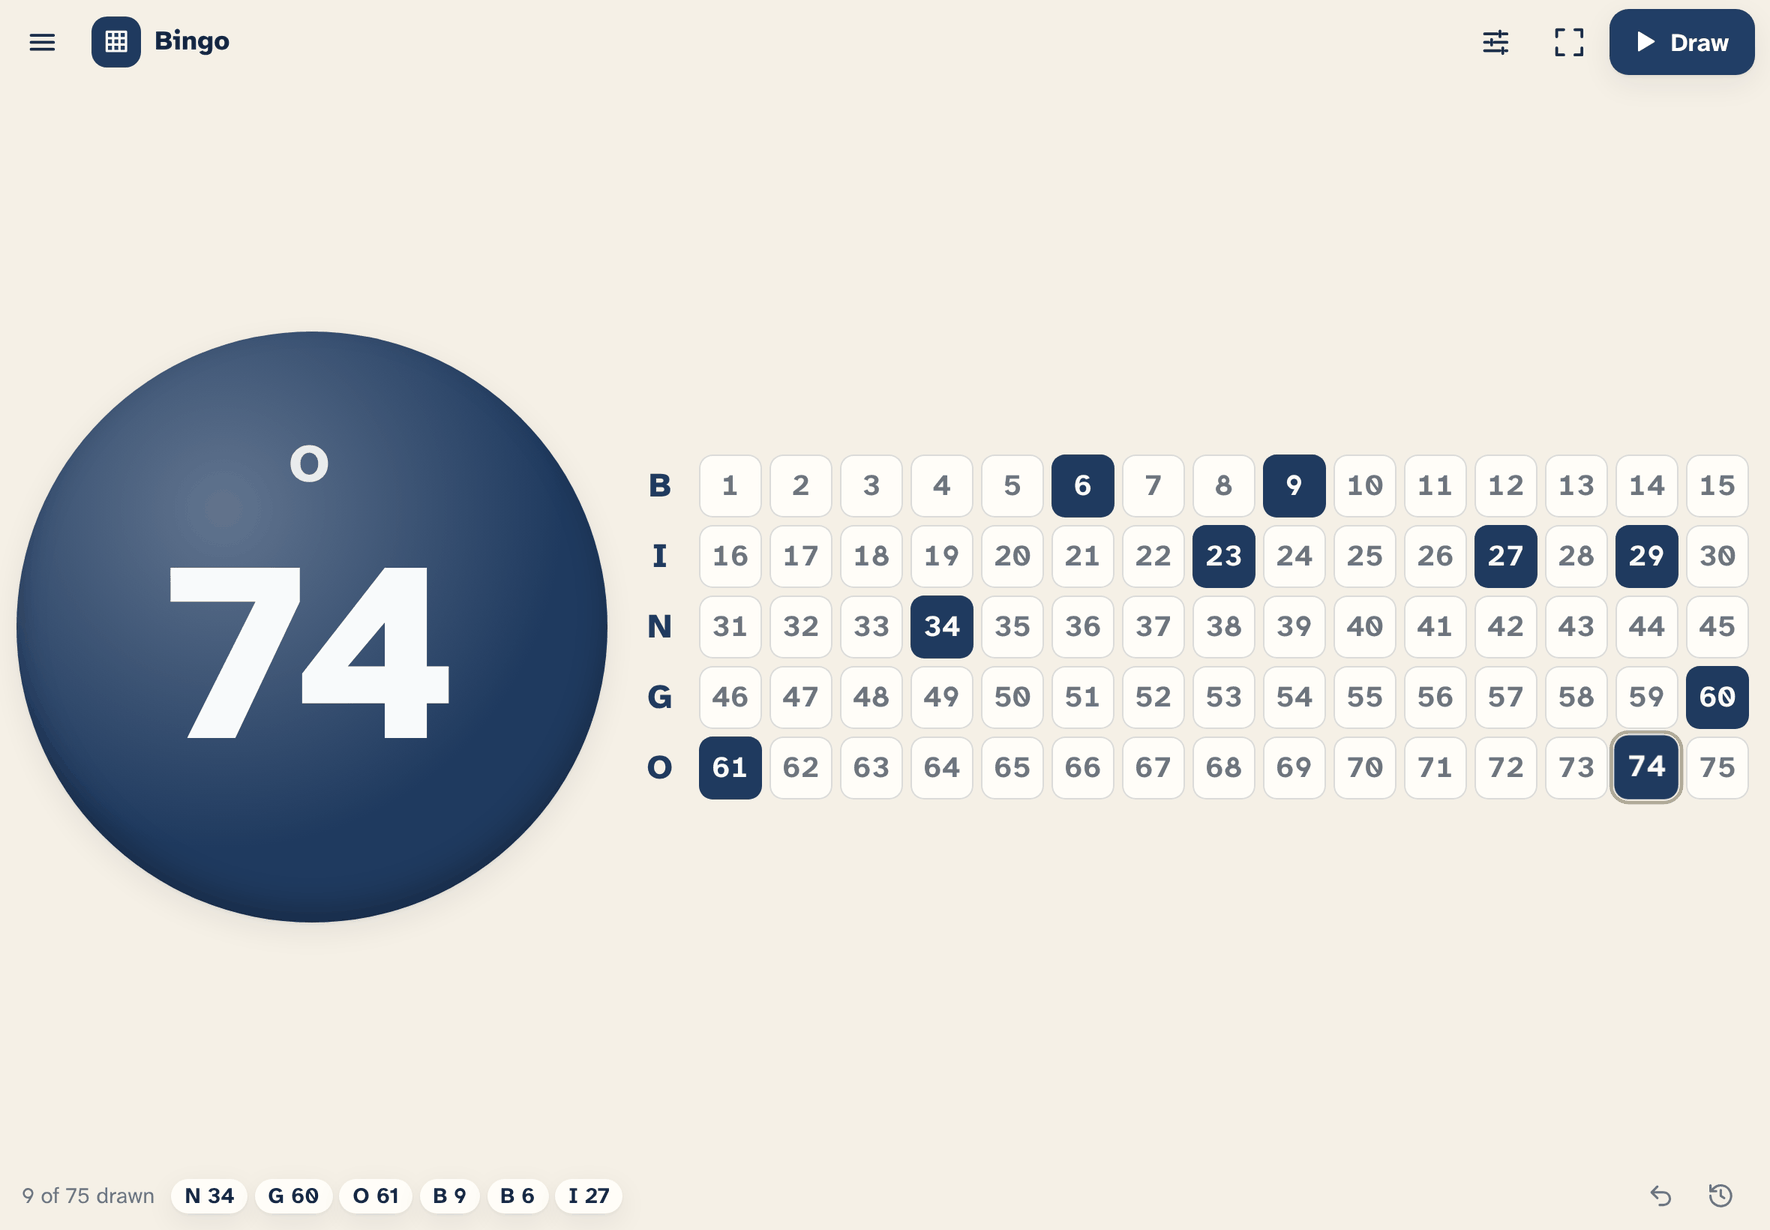 Bingo
Draw
O
74
B 1 2 3 4 5 6 7 8 9 10 11 12 13 14 15
I 16 17 18 19 20 21 22 23 24 25 26 27 28 29 30
N 31 32 33 34 35 36 37 38 39 40 41 42 43 44 45
G 46 47 48 49 50 51 52 53 54 55 56 57 58 59 60
O 61 62 63 64 65 66 67 68 69 70 71 72 73 74 75
9 of 75 drawn N 34 G 60 O 61 B 9 B 6 I 27